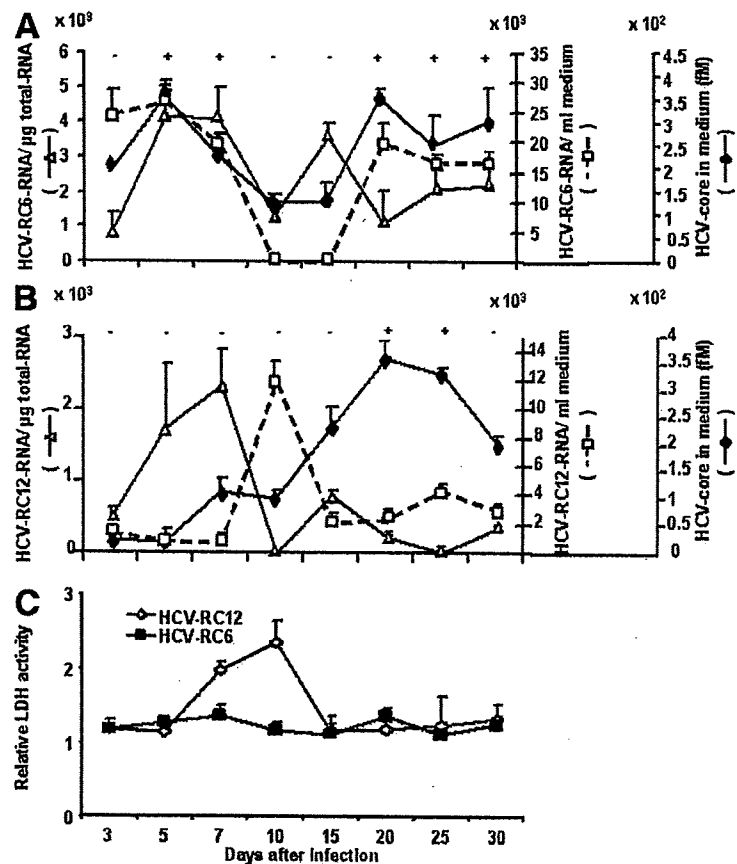 A
x 10³
x 10³
x 10²
6
5
4
3
2
1
0
- + + - - + + +
35
30
25
20
15
10
5
4.5
4
3.5
3
2.5
2
1.5
1
0.5
0
HCV-RC6-RNA/ µg total-RNA
( )
HCV-RC6-RNA/ ml medium
( )
HCV-core in medium (fM)
( )
B
x 10³
x 10³
x 10²
3
2
1
0
- - - - - + + -
14
12
10
8
6
4
2
4
3.5
3
2.5
2
1.5
1
0.5
0
HCV-RC12-RNA/ µg total-RNA
( )
HCV-RC12-RNA/ ml medium
( )
HCV-core in medium (fM)
( )
C
3
2
1
0
HCV-RC12
HCV-RC6
Relative LDH activity
3 5 7 10 15 20 25 30
Days after Infection